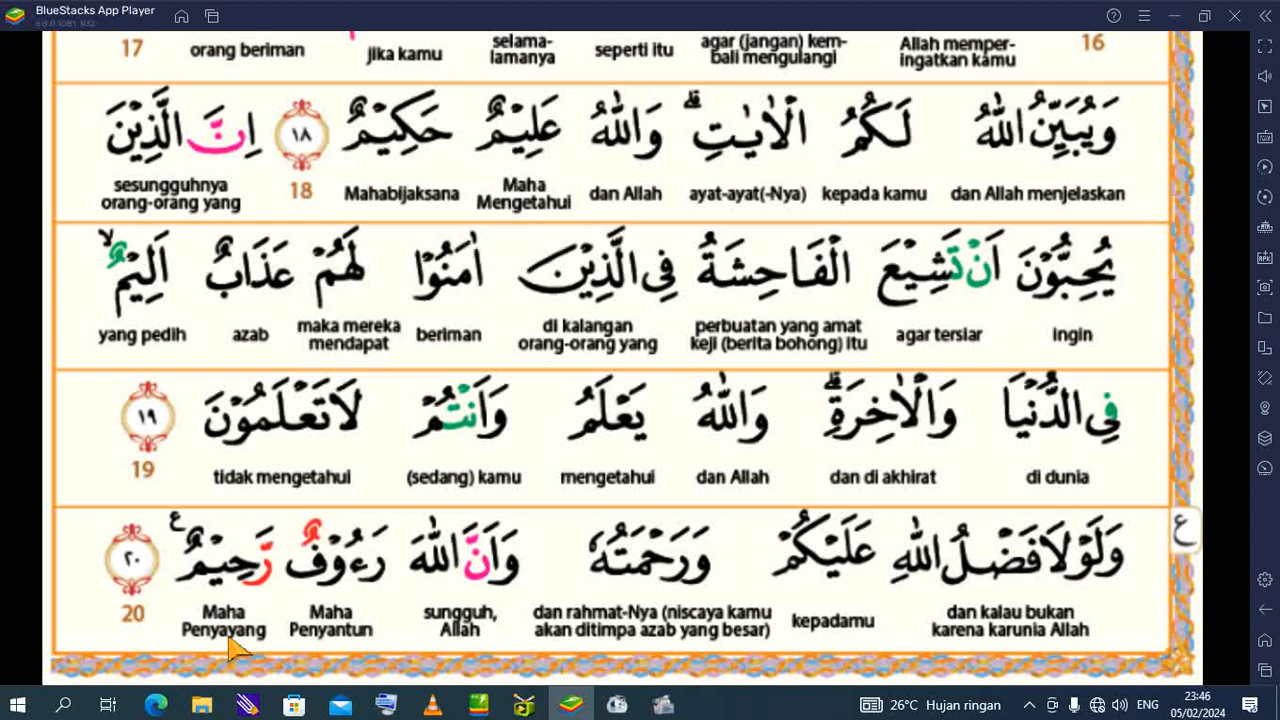 BlueStacks App Player
5.8.0.1081 N32
16 Allah memper-ingatkan kamu agar (jangan) kem-bali mengulangi seperti itu selama-lamanya jika kamu orang beriman 17
وَيُبَيِّنُ اللّٰهُ لَكُمُ الْاٰيٰتِۗ وَاللّٰهُ عَلِيْمٌ حَكِيْمٌ ١٨ اِنَّ الَّذِيْنَ
dan Allah menjelaskan kepada kamu ayat-ayat(-Nya) dan Allah Maha Mengetahui Mahabijaksana 18 sesungguhnya orang-orang yang
يُحِبُّوْنَ اَنْ تَشِيْعَ الْفَاحِشَةُ فِى الَّذِيْنَ اٰمَنُوْا لَهُمْ عَذَابٌ اَلِيْمٌۙ
ingin agar tersiar perbuatan yang amat keji (berita bohong) itu di kalangan orang-orang yang beriman maka mereka mendapat azab yang pedih
فِى الدُّنْيَا وَالْاٰخِرَةِۗ وَاللّٰهُ يَعْلَمُ وَاَنْتُمْ لَا تَعْلَمُوْنَ ١٩
di dunia dan di akhirat dan Allah mengetahui (sedang) kamu tidak mengetahui 19
وَلَوْلَا فَضْلُ اللّٰهِ عَلَيْكُمْ وَرَحْمَتُهٗ وَاَنَّ اللّٰهَ رَءُوْفٌ رَّحِيْمٌ ࣖ ٢٠ ع
dan kalau bukan karena karunia Allah kepadamu dan rahmat-Nya (niscaya kamu akan ditimpa azab yang besar) sungguh, Allah Maha Penyantun Maha Penyayang 20
26°C Hujan ringan ENG 23:46
05/02/2024